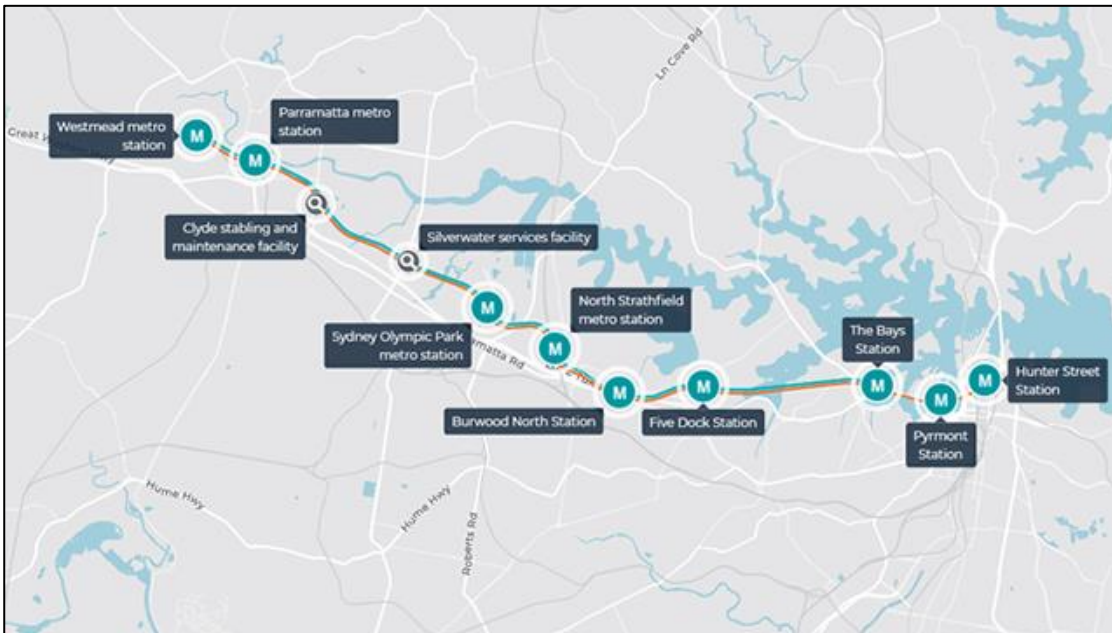 Ln Cove Rd
Parramatta metro
station
Westmead metro
station
Great
M
M
Clyde stabling and
maintenance facility
Silverwater services facility
M
North Strathfield
metro station
Sydney Olympic Park
metro station
matta Rd
M
The Bays
Station
M
M
M
M
M
Hunter Street
Station
Burwood North Station
Five Dock Station
Pyrmont
Station
Hume Hwy
Hume Hwy
Roberts Rd